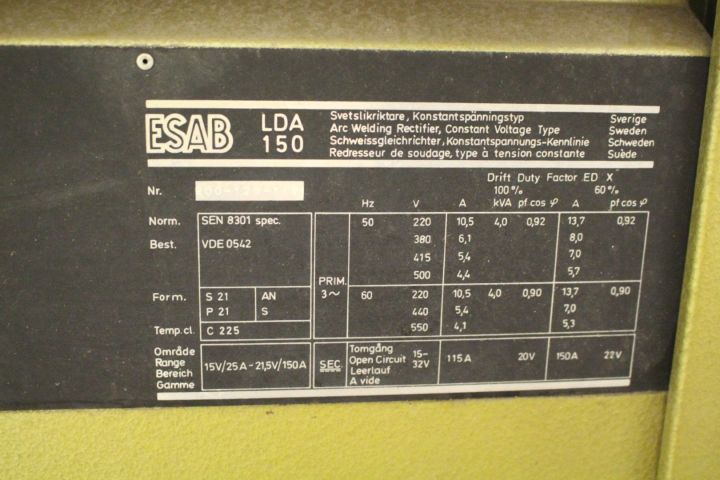 ESAB LDA 150
Svetslikriktare, Konstantspänningstyp Sverige
Arc Welding Rectifier, Constant Voltage Type Sweden
Schweissgleichrichter, Konstantspannungs-Kennlinie Schweden
Redresseur de soudage, type à tension constante Suède
Drift Duty Factor ED X
Nr. 100% 60%
Hz V A kVA pf cos φ A pf cos φ
Norm. SEN 8301 spec. 50 220 10,5 4,0 0,92 13,7 0,92
Best. VDE 0542 380 6,1 8,0
415 5,4 7,0
500 4,4 5,7
PRIM.
Form. S 21 AN 3~ 60 220 10,5 4,0 0,90 13,7 0,90
P 21 S 440 5,4 7,0
Temp.cl. C 225 550 4,1 5,3
Område Tomgång
Range 15V/25A-21,5V/150A SEC. Open Circuit 15-32V 115A 20V 150A 22V
Bereich Leerlauf
Gamme A vide